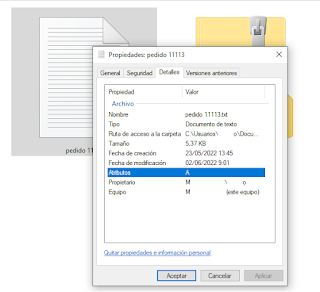 pedido 11
Propiedades: pedido 11113
General Seguridad Detalles Versiones anteriores
Propiedad Valor
Archivo
Nombre pedido 11113.txt
Tipo Documento de texto
Ruta de acceso a la carpeta C:\Usuarios\ o\Docu...
Tamaño 5,37 KB
Fecha de creación 23/05/2022 13:45
Fecha de modificación 02/06/2022 9:01
Atributos A
Propietario M \ o
Equipo M (este equipo)
Quitar propiedades e información personal
Aceptar Cancelar Aplicar